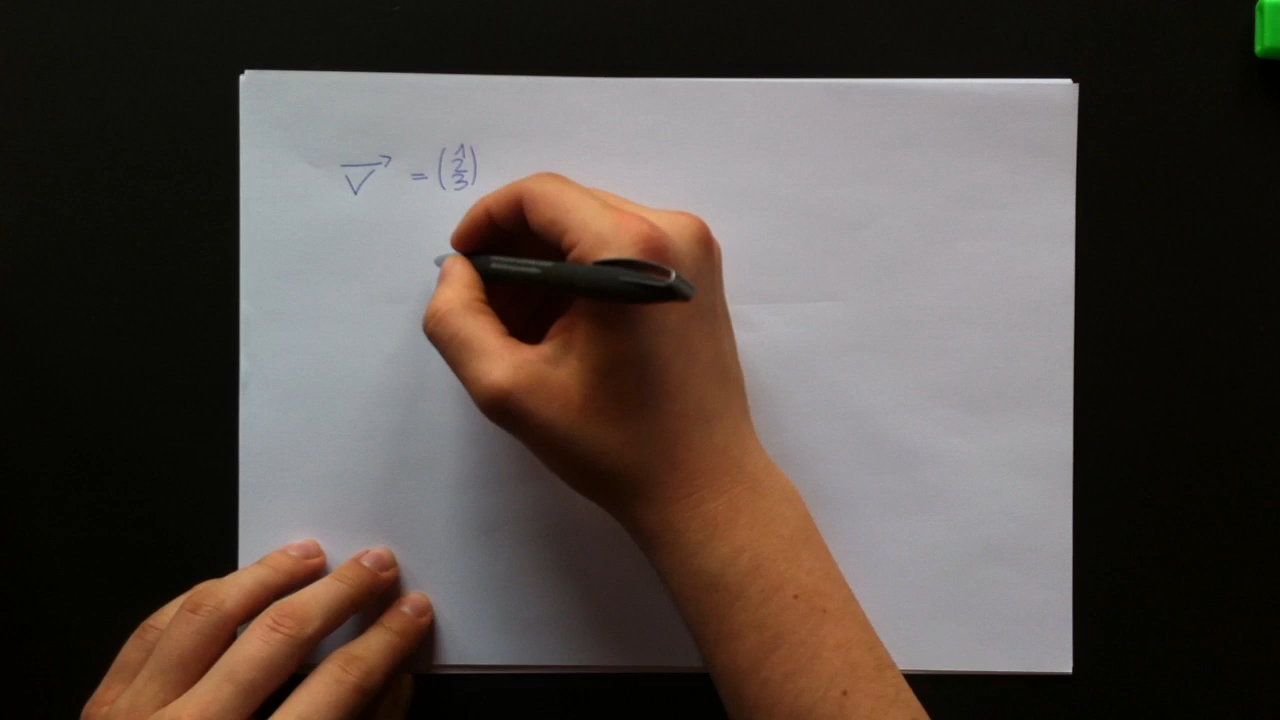 v⃗ = (1 2 3)